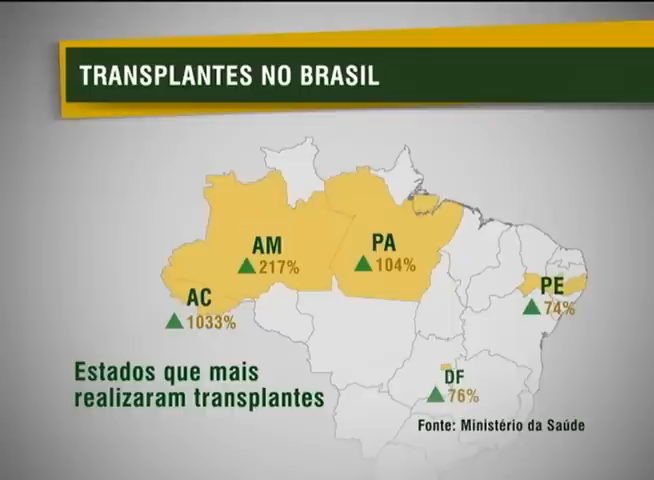 TRANSPLANTES NO BRASIL
AM
▲217%
PA
▲104%
AC
▲1033%
PE
▲74%
DF
▲76%
Estados que mais
realizaram transplantes
Fonte: Ministério da Saúde